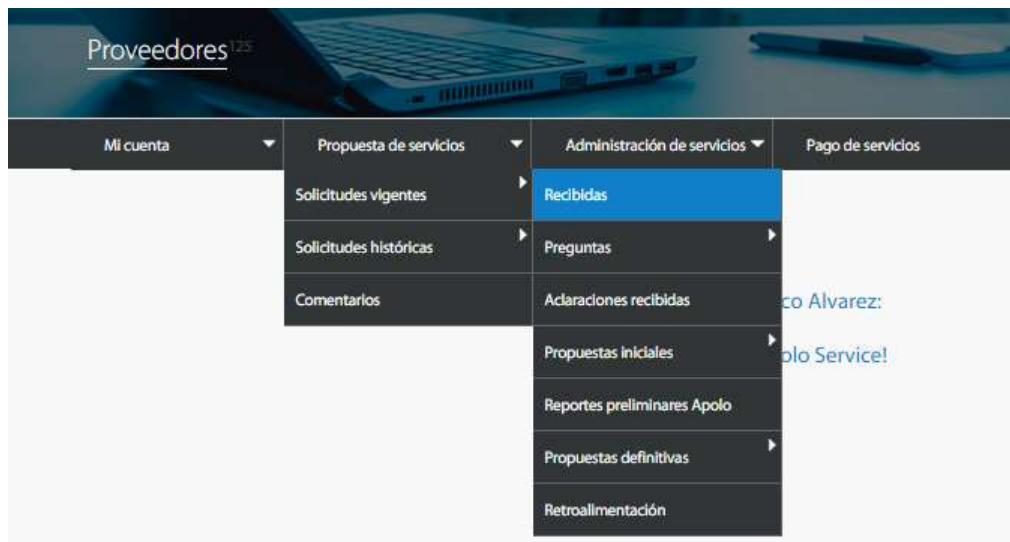 Proveedores125
Mi cuenta
Propuesta de servicios
Administración de servicios
Pago de servicios
Solicitudes vigentes
Recibidas
Solicitudes históricas
Preguntas
Comentarios
Aclaraciones recibidas
co Alvarez:
Propuestas iniciales
olo Service!
Reportes preliminares Apolo
Propuestas definitivas
Retroalimentación